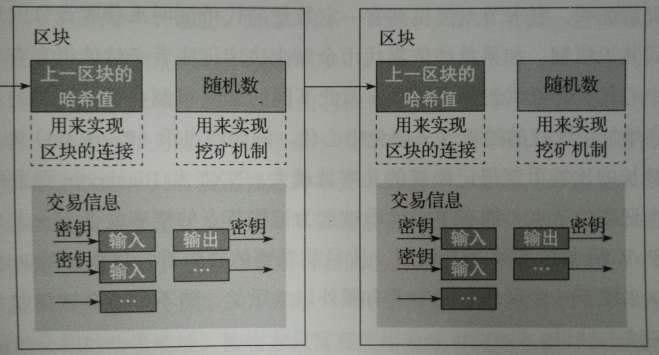 区块
上一区块的
哈希值
随机数
用来实现
区块的连接
用来实现
挖矿机制
交易信息
密钥
输入
输出
密钥
密钥
输入
…
…
区块
上一区块的
哈希值
随机数
用来实现
区块的连接
用来实现
挖矿机制
交易信息
密钥
输入
输出
密钥
密钥
输入
…
…